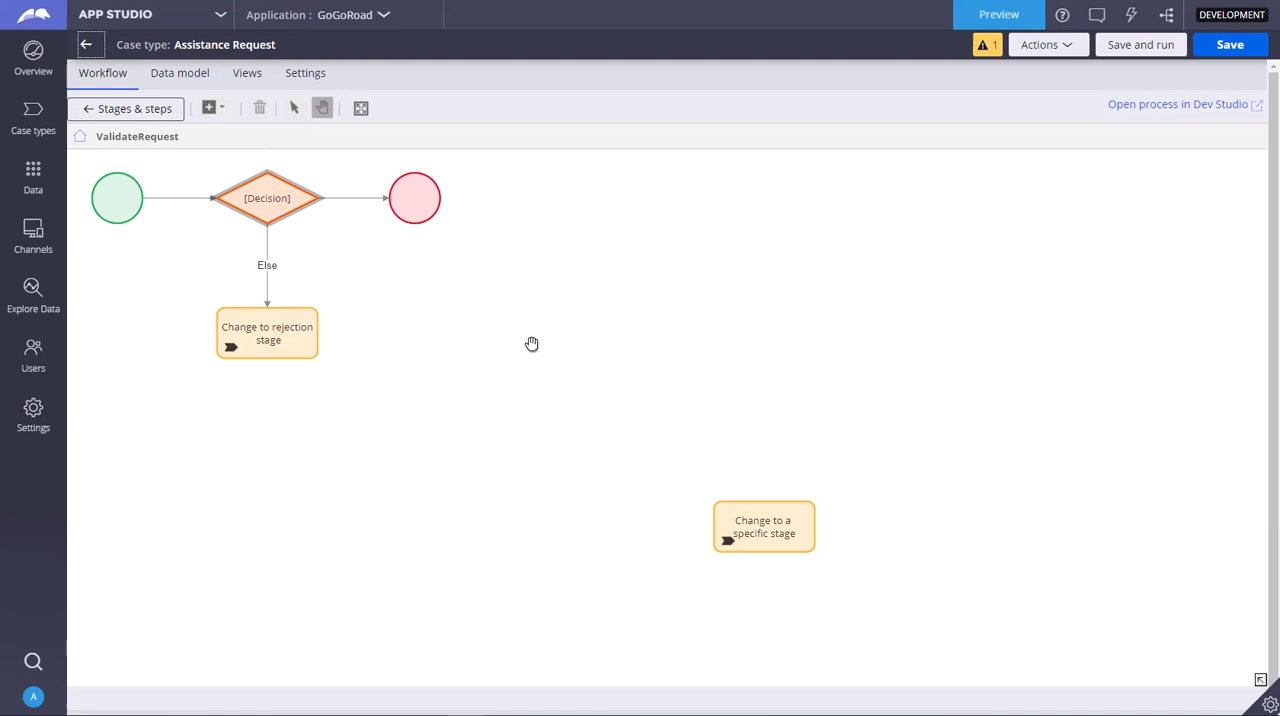 APP STUDIO
Application : GoGoRoad
Preview
DEVELOPMENT
Case type: Assistance Request
1
Actions
Save and run
Save
Overview
Case types
Data
Channels
Explore Data
Users
Settings
A
Workflow
Data model
Views
Settings
Stages & steps
Open process in Dev Studio
ValidateRequest
[Decision]
Else
Change to rejection
stage
Change to a
specific stage